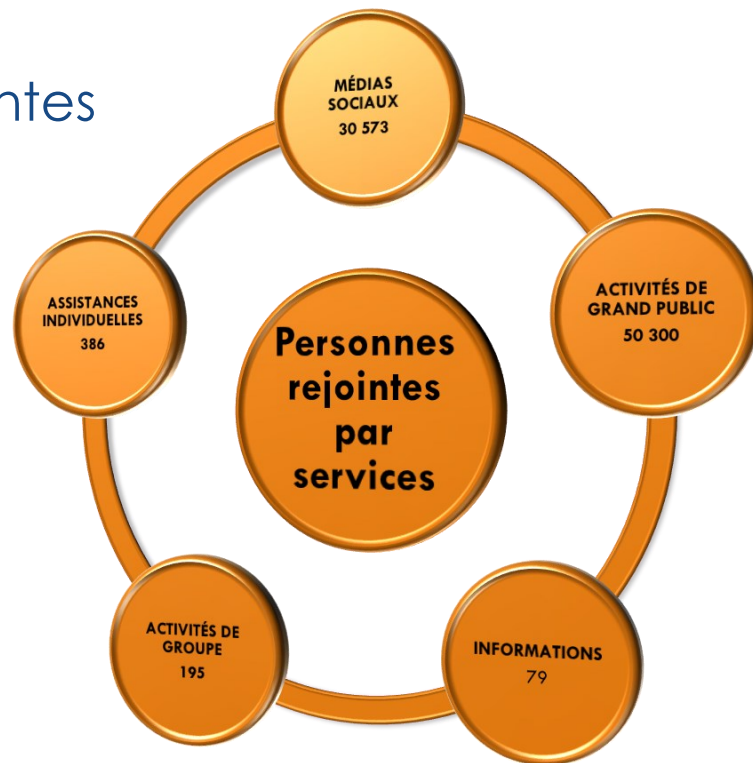 ntes
MÉDIAS
SOCIAUX
30 573
ACTIVITÉS DE
GRAND PUBLIC
50 300
ASSISTANCES
INDIVIDUELLES
386
Personnes
rejointes
par
services
ACTIVITÉS DE
GROUPE
195
INFORMATIONS
79